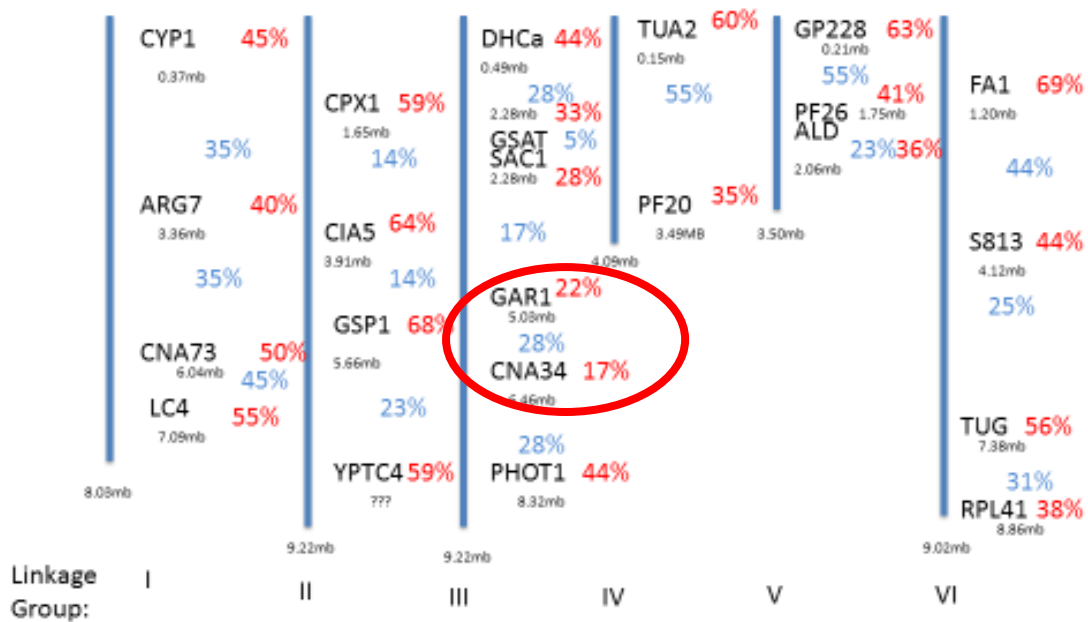 CYP1 45%
0.37mb
35%
ARG7 40%
3.36mb
35%
CNA73 50%
6.04mb
45%
LC4 55%
7.09mb
8.03mb
CPX1 59%
1.65mb
14%
CIA5 64%
3.91mb
14%
GSP1 68%
5.66mb
23%
YPTC4 59%
???
9.22mb
DHCa 44%
0.49mb
28%
2.28mb 33%
GSAT 5%
SAC1
2.28mb 28%
17%
GAR1 22%
5.03mb
28%
CNA34 17%
6.46mb
28%
PHOT1 44%
8.32mb
9.22mb
TUA2 60%
0.15mb
55%
PF20 35%
3.49MB
4.09mb
GP228 63%
0.21mb
55%
41%
PF26 1.75mb
ALD
23% 36%
2.06mb
3.50mb
FA1 69%
1.20mb
44%
S813 44%
4.12mb
25%
TUG 56%
7.38mb
31%
RPL41 38%
8.86mb
9.02mb
Linkage
Group:
I II III IV V VI